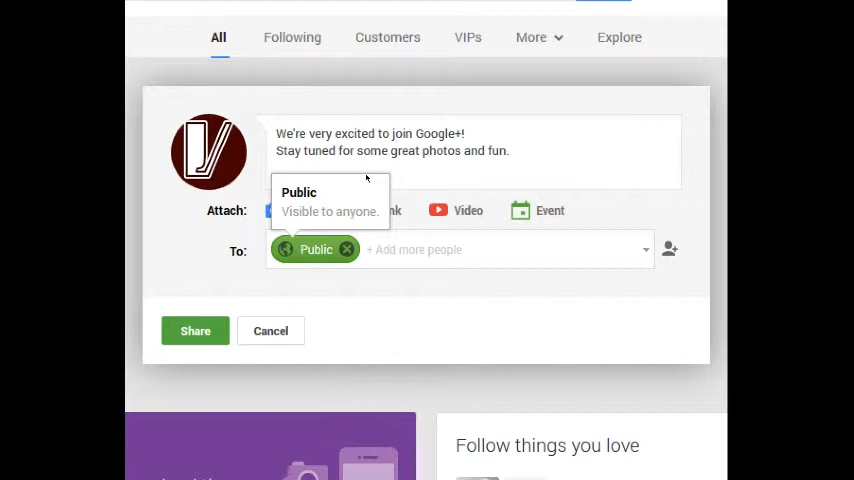 All Following Customers VIPs More Explore
We're very excited to join Google+!
Stay tuned for some great photos and fun.
Public
Visible to anyone.
Attach: Video Event
To: Public + Add more people
Share Cancel
Follow things you love